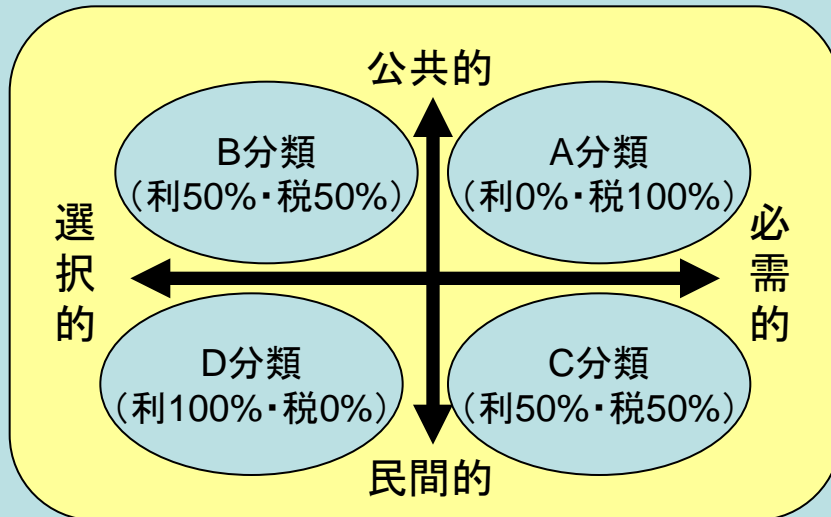 公共的
B分類
（利50%・税50%）
A分類
（利0%・税100%）
選択的
必需的
D分類
（利100%・税0%）
C分類
（利50%・税50%）
民間的